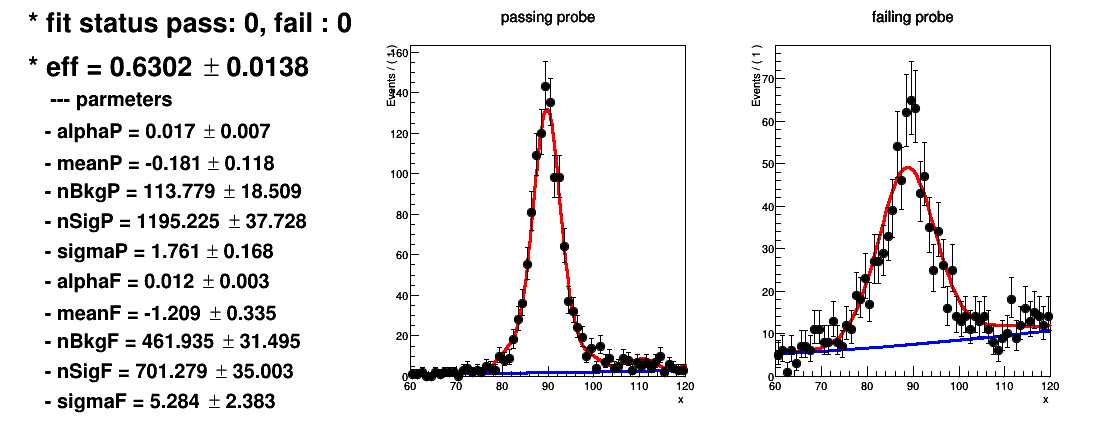 * fit status pass: 0, fail : 0
* eff = 0.6302 ± 0.0138
--- parmeters
- alphaP = 0.017 ± 0.007
- meanP = -0.181 ± 0.118
- nBkgP = 113.779 ± 18.509
- nSigP = 1195.225 ± 37.728
- sigmaP = 1.761 ± 0.168
- alphaF = 0.012 ± 0.003
- meanF = -1.209 ± 0.335
- nBkgF = 461.935 ± 31.495
- nSigF = 701.279 ± 35.003
- sigmaF = 5.284 ± 2.383
passing probe
Events / ( 1 )
160
140
120
100
80
60
40
20
0
60 70 80 90 100 110 120
x
failing probe
Events / ( 1 )
70
60
50
40
30
20
10
0
60 70 80 90 100 110 120
x